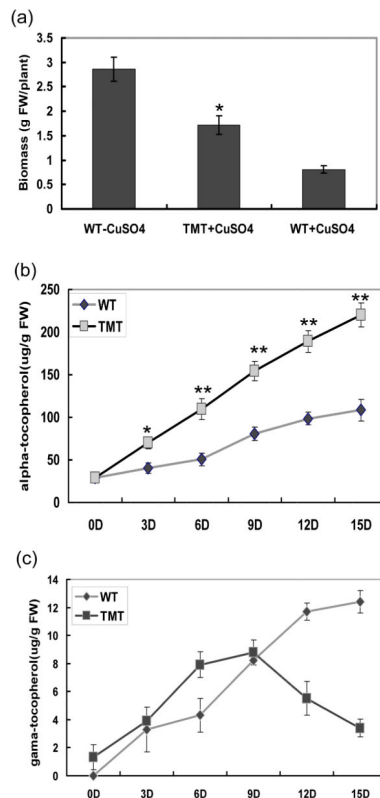 (a)
Biomass (g FW/plant)
3.5
3
2.5
2
1.5
1
0.5
0
*
WT-CuSO4 TMT+CuSO4 WT+CuSO4
(b)
alpha-tocopherol(ug/g FW)
250
200
150
100
50
0
WT
TMT
* ** ** ** **
0D 3D 6D 9D 12D 15D
(c)
gama-tocopherol(ug/g FW)
14
12
10
8
6
4
2
0
WT
TMT
0D 3D 6D 9D 12D 15D